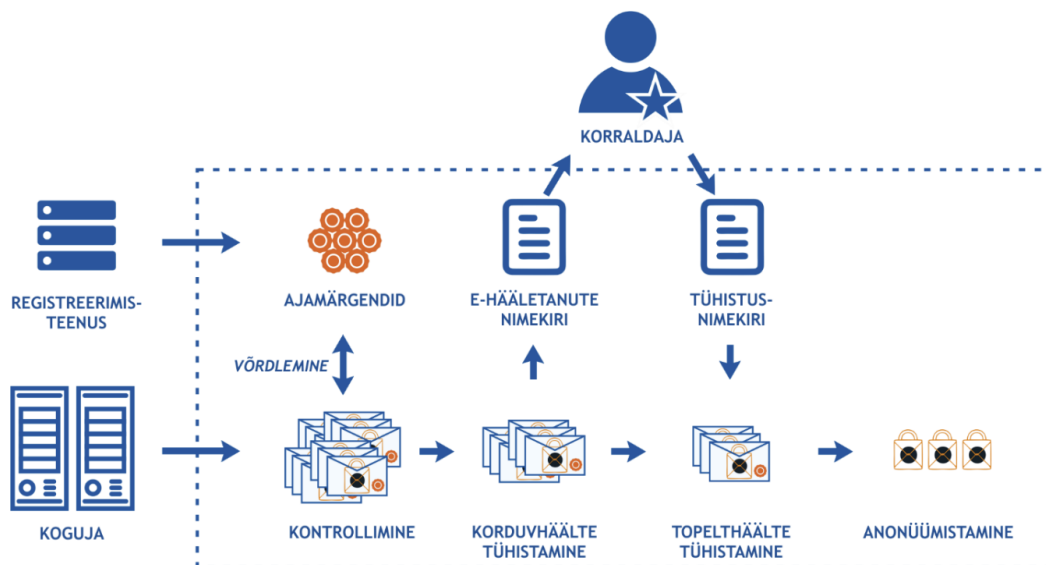 KORRALDAJA
REGISTREERIMIS-
TEENUS
AJAMÄRGENDID
E-HÄÄLETANUTE
NIMEKIRI
TÜHISTUS-
NIMEKIRI
VÕRDLEMINE
KOGUJA
KONTROLLIMINE
KORDUVHÄÄLTE
TÜHISTAMINE
TOPELTHÄÄLTE
TÜHISTAMINE
ANONÜÜMISTAMINE